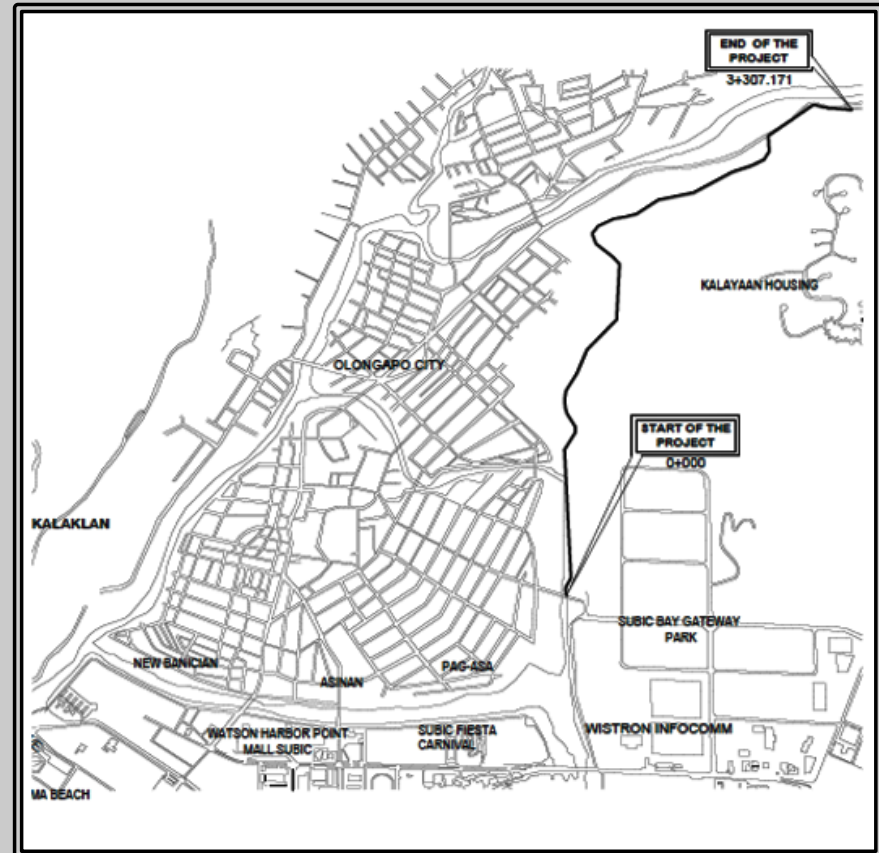 END OF THE
PROJECT
3+307.171
KALAYAAN HOUSING
OLONGAPO CITY
START OF THE
PROJECT
0+000
KALAKLAN
SUBIC BAY GATEWAY
PARK
NEW BANICIAN
ASINAN
PAG-ASA
WATSON HARBOR POINT
MALL SUBIC
SUBIC FIESTA
CARNIVAL
WISTRON INFOCOMM
MA BEACH